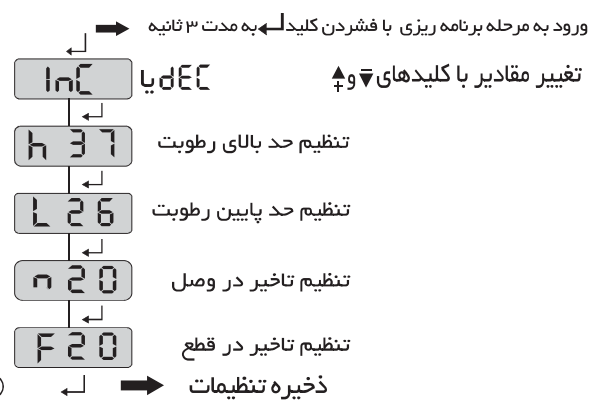 ورود به مرحله برنامه ریزی با فشردن کلید به مدت ۳ ثانیه
InC یا dEC تغییر مقادیر با کلیدهای و
h 37 تنظیم حد بالای رطوبت
L 26 تنظیم حد پایین رطوبت
n 20 تنظیم تاخیر در وصل
F20 تنظیم تاخیر در قطع
ذخیره تنظیمات